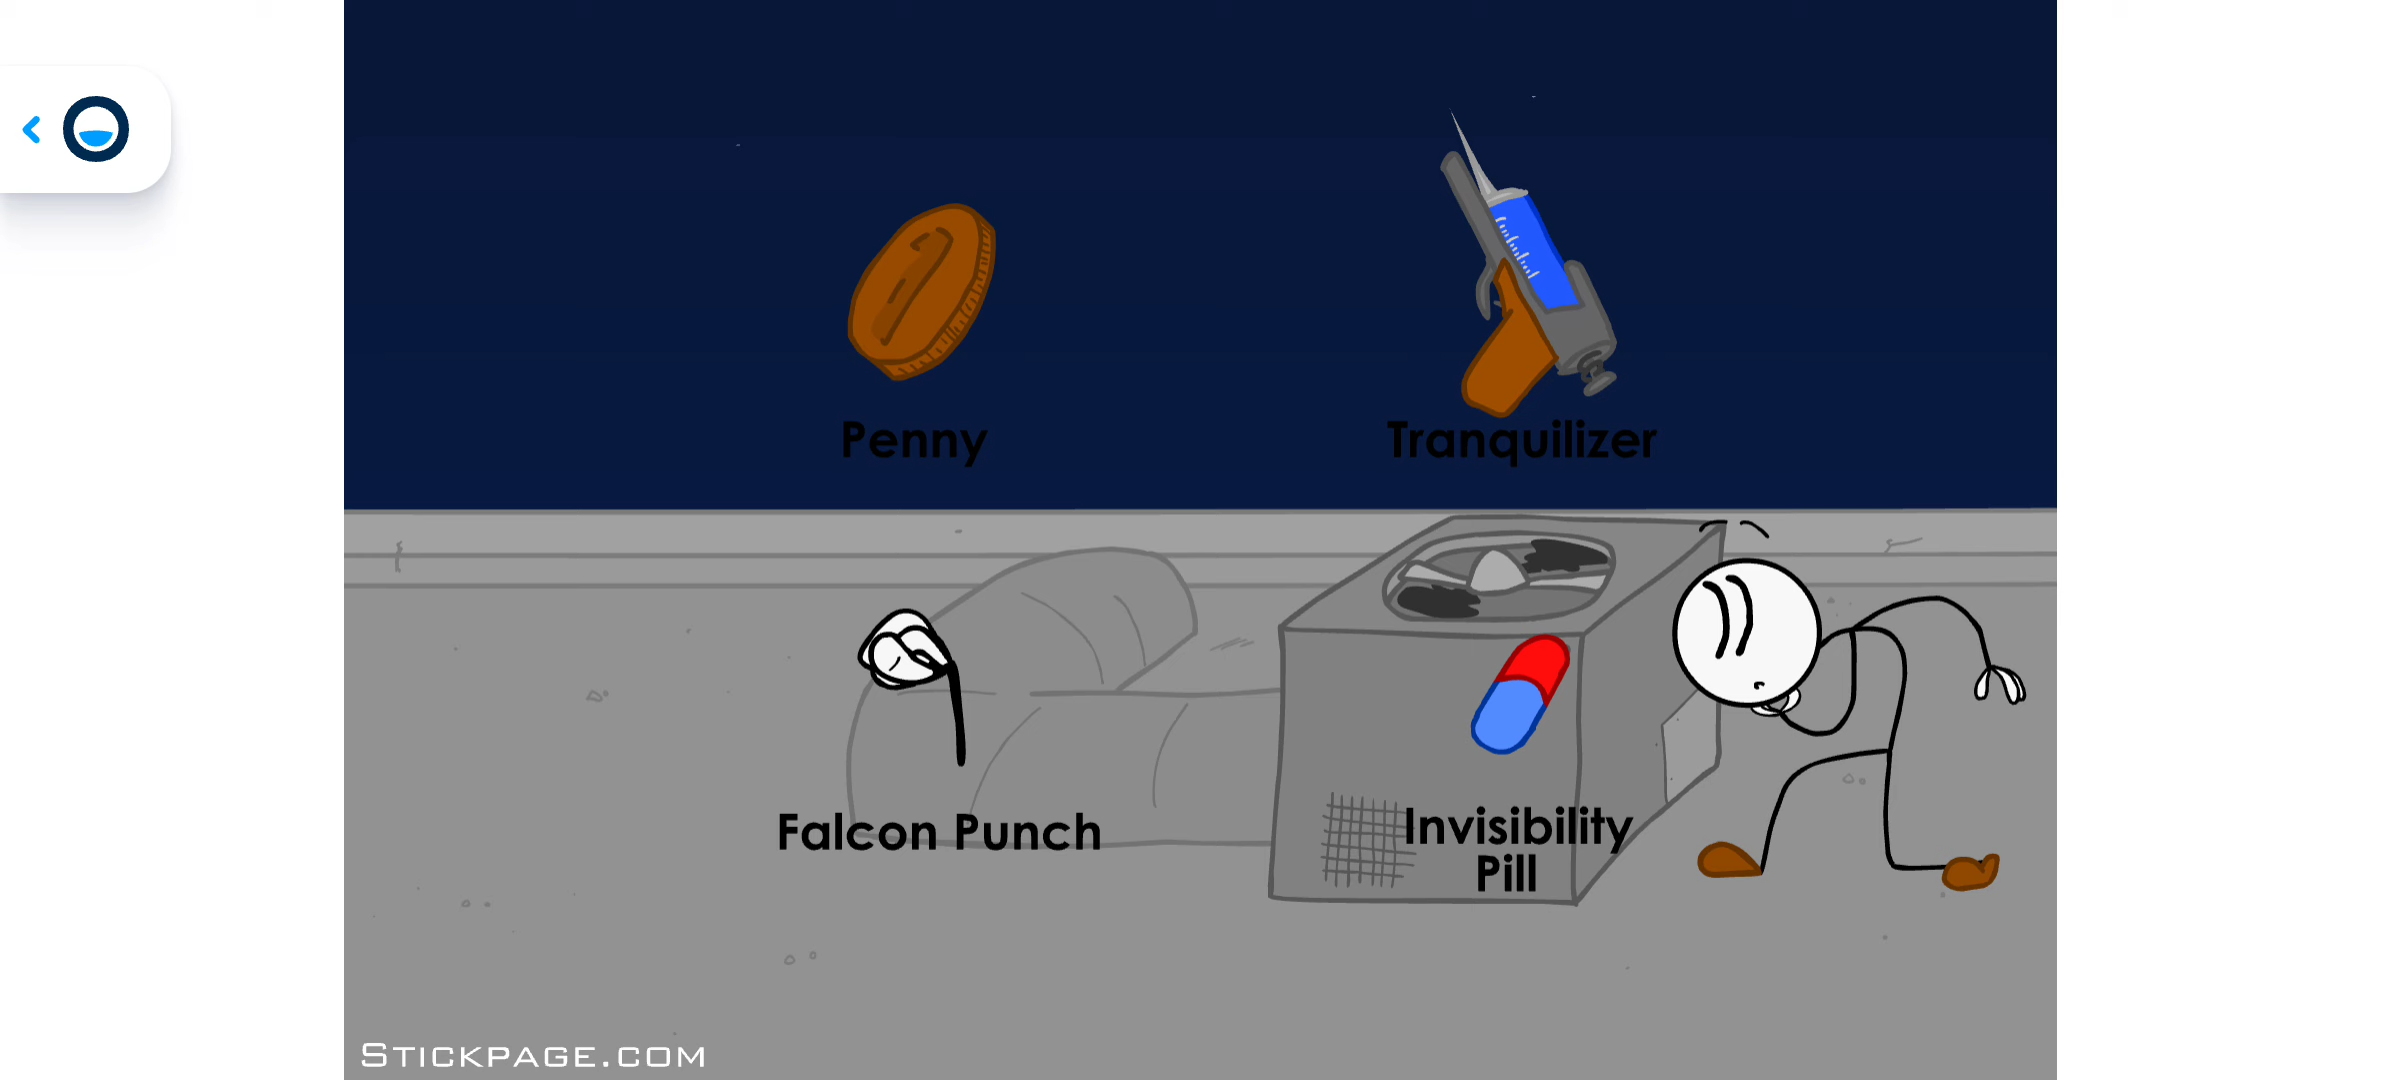 Penny
Tranquilizer
Falcon Punch
Invisibility
Pill
STICKPAGE.COM